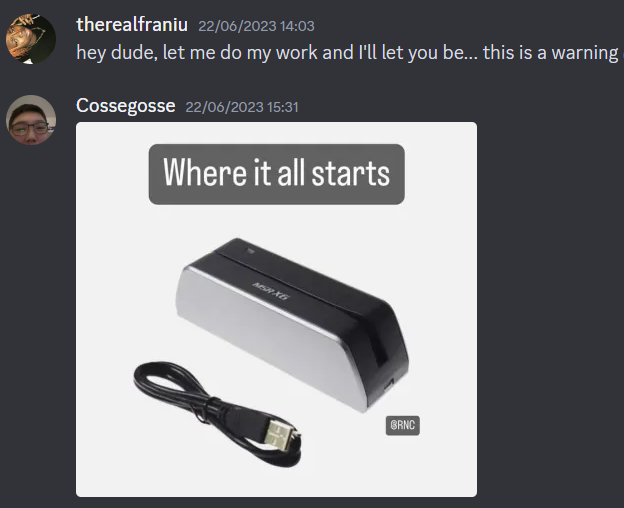 therealfraniu 22/06/2023 14:03
hey dude, let me do my work and I'll let you be... this is a warning
Cossegosse 22/06/2023 15:31
Where it all starts
MSR X6
@RNC